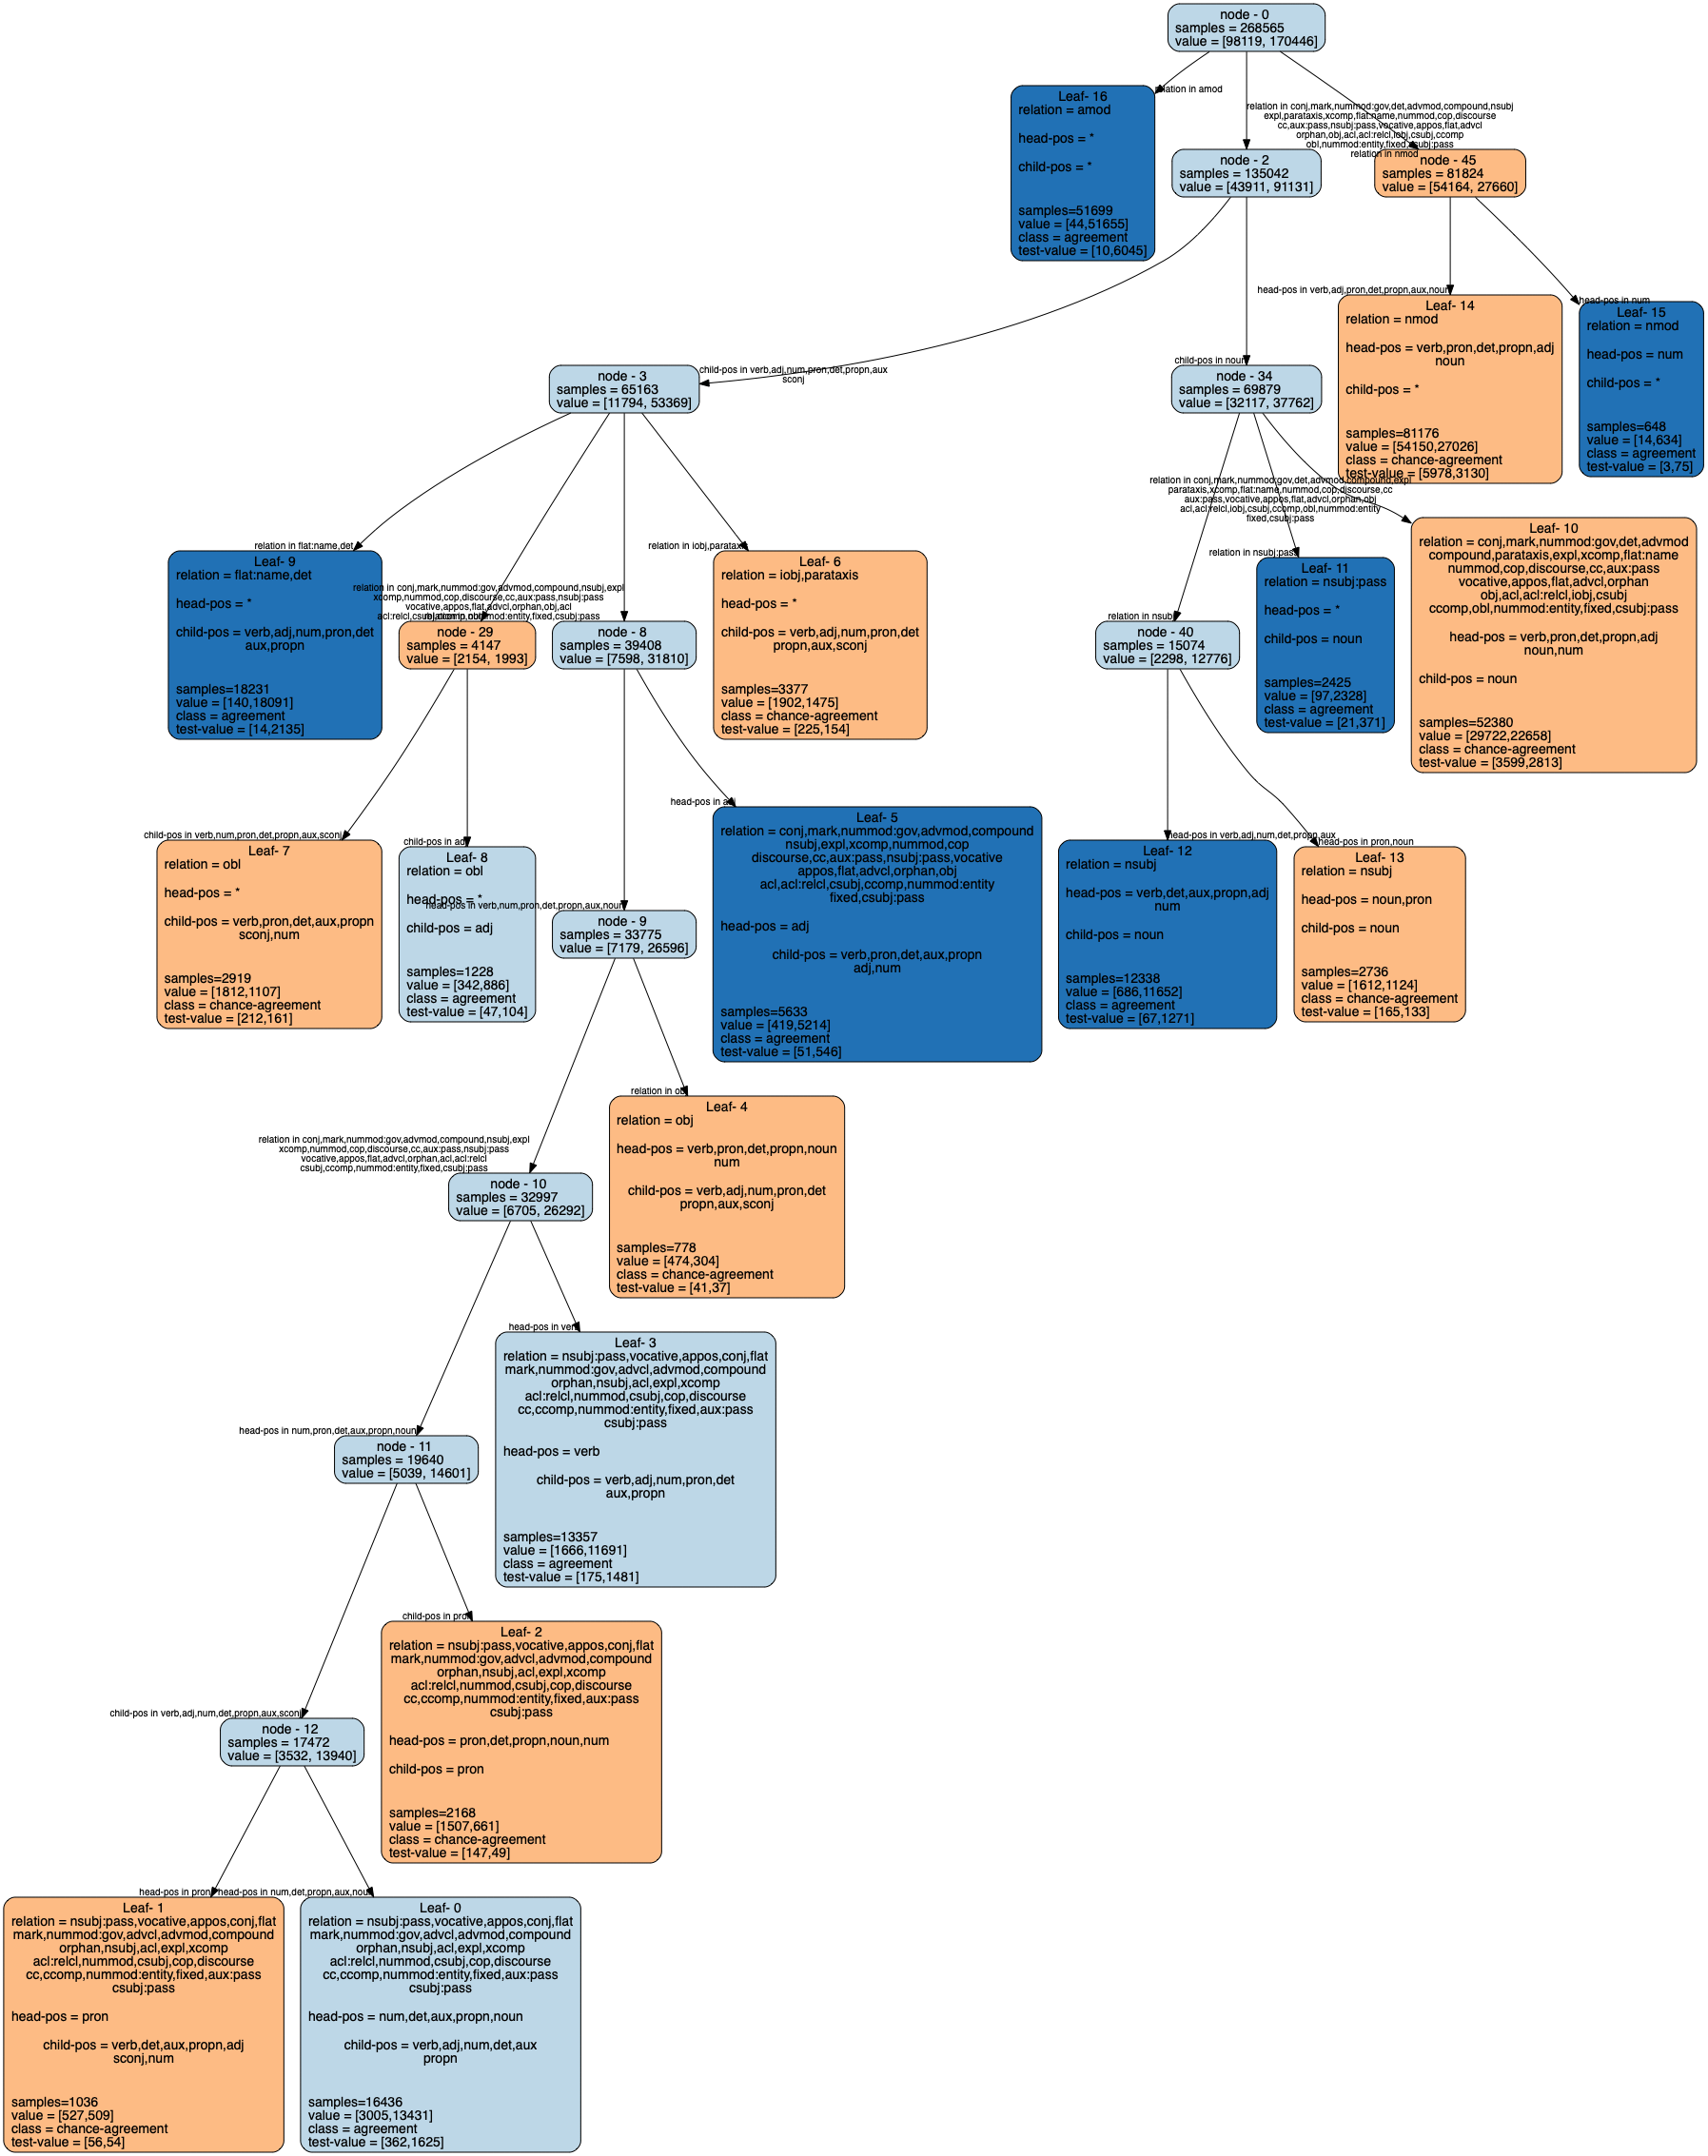 node - 0
samples = 268565
value = [98119, 170446]
relation in amod
Leaf- 16
relation = amod
head-pos = *
child-pos = *
samples=51699
value = [44,51655]
class = agreement
test-value = [10,6045]
relation in conj,mark,nummod:gov,det,advmod,compound,nsubj
expl,parataxis,xcomp,flat:name,nummod,cop,discourse
cc,aux:pass,nsubj:pass,vocative,appos,flat,advcl
orphan,obj,acl,acl:relcl,iobj,csubj,ccomp
obl,nummod:entity,fixed,csubj:pass
relation in nmod
node - 2
samples = 135042
value = [43911, 91131]
node - 45
samples = 81824
value = [54164, 27660]
head-pos in verb,adj,pron,det,propn,aux,noun
Leaf- 14
relation = nmod
head-pos = verb,pron,det,propn,adj
noun
child-pos = *
samples=81176
value = [54150,27026]
class = chance-agreement
test-value = [5978,3130]
head-pos in num
Leaf- 15
relation = nmod
head-pos = num
child-pos = *
samples=648
value = [14,634]
class = agreement
test-value = [3,75]
child-pos in verb,adj,num,pron,det,propn,aux
sconj
node - 3
samples = 65163
value = [11794, 53369]
child-pos in noun
node - 34
samples = 69879
value = [32117, 37762]
relation in conj,mark,nummod:gov,det,advmod,compound,expl
parataxis,xcomp,flat:name,nummod,cop,discourse,cc
aux:pass,vocative,appos,flat,advcl,orphan,obj
acl,acl:relcl,iobj,csubj,ccomp,obl,nummod:entity
fixed,csubj:pass
relation in flat:name,det
Leaf- 9
relation = flat:name,det
head-pos = *
child-pos = verb,adj,num,pron,det
aux,propn
samples=18231
value = [140,18091]
class = agreement
test-value = [14,2135]
relation in conj,mark,nummod:gov,advmod,compound,nsubj,expl
xcomp,nummod,cop,discourse,cc,aux:pass,nsubj:pass
vocative,appos,flat,advcl,orphan,obj,acl
node - 29
samples = 4147
value = [2154, 1993]
node - 8
samples = 39408
value = [7598, 31810]
relation in iobj,parataxis
Leaf- 6
relation = iobj,parataxis
head-pos = *
child-pos = verb,adj,num,pron,det
propn,aux,sconj
samples=3377
value = [1902,1475]
class = chance-agreement
test-value = [225,154]
relation in nsubj
node - 40
samples = 15074
value = [2298, 12776]
relation in nsubj:pass
Leaf- 11
relation = nsubj:pass
head-pos = *
child-pos = noun
samples=2425
value = [97,2328]
class = agreement
test-value = [21,371]
Leaf- 10
relation = conj,mark,nummod:gov,det,advmod
compound,parataxis,expl,xcomp,flat:name
nummod,cop,discourse,cc,aux:pass
vocative,appos,flat,advcl,orphan
obj,acl,acl:relcl,iobj,csubj
ccomp,obl,nummod:entity,fixed,csubj:pass
head-pos = verb,pron,det,propn,adj
noun,num
child-pos = noun
samples=52380
value = [29722,22658]
class = chance-agreement
test-value = [3599,2813]
child-pos in verb,num,pron,det,propn,aux,sconj
Leaf- 7
relation = obl
head-pos = *
child-pos = verb,pron,det,aux,propn
sconj,num
samples=2919
value = [1812,1107]
class = chance-agreement
test-value = [212,161]
child-pos in adj
Leaf- 8
relation = obl
head-pos = *
child-pos = adj
samples=1228
value = [342,886]
class = agreement
test-value = [47,104]
head-pos in verb,num,pron,det,propn,aux,noun
node - 9
samples = 33775
value = [7179, 26596]
head-pos in adj
Leaf- 5
relation = conj,mark,nummod:gov,advmod,compound
nsubj,expl,xcomp,nummod,cop
discourse,cc,aux:pass,nsubj:pass,vocative
appos,flat,advcl,orphan,obj
acl,acl:relcl,csubj,ccomp,nummod:entity
fixed,csubj:pass
head-pos = adj
child-pos = verb,pron,det,aux,propn
adj,num
samples=5633
value = [419,5214]
class = agreement
test-value = [51,546]
head-pos in verb,adj,num,det,propn,aux
Leaf- 12
relation = nsubj
head-pos = verb,det,aux,propn,adj
num
child-pos = noun
samples=12338
value = [686,11652]
class = agreement
test-value = [67,1271]
head-pos in pron,noun
Leaf- 13
relation = nsubj
head-pos = noun,pron
child-pos = noun
samples=2736
value = [1612,1124]
class = chance-agreement
test-value = [165,133]
relation in conj,mark,nummod:gov,advmod,compound,nsubj,expl
xcomp,nummod,cop,discourse,cc,aux:pass,nsubj:pass
vocative,appos,flat,advcl,orphan,acl,acl:relcl
csubj,ccomp,nummod:entity,fixed,csubj:pass
node - 10
samples = 32997
value = [6705, 26292]
relation in obj
Leaf- 4
relation = obj
head-pos = verb,pron,det,propn,noun
num
child-pos = verb,adj,num,pron,det
propn,aux,sconj
samples=778
value = [474,304]
class = chance-agreement
test-value = [41,37]
head-pos in num,pron,det,aux,propn,noun
node - 11
samples = 19640
value = [5039, 14601]
head-pos in verb
Leaf- 3
relation = nsubj:pass,vocative,appos,conj,flat
mark,nummod:gov,advcl,advmod,compound
orphan,nsubj,acl,expl,xcomp
acl:relcl,nummod,csubj,cop,discourse
cc,ccomp,nummod:entity,fixed,aux:pass
csubj:pass
head-pos = verb
child-pos = verb,adj,num,pron,det
aux,propn
samples=13357
value = [1666,11691]
class = agreement
test-value = [175,1481]
child-pos in verb,adj,num,det,propn,aux,sconj
node - 12
samples = 17472
value = [3532, 13940]
child-pos in pron
Leaf- 2
relation = nsubj:pass,vocative,appos,conj,flat
mark,nummod:gov,advcl,advmod,compound
orphan,nsubj,acl,expl,xcomp
acl:relcl,nummod,csubj,cop,discourse
cc,ccomp,nummod:entity,fixed,aux:pass
csubj:pass
head-pos = pron,det,propn,noun,num
child-pos = pron
samples=2168
value = [1507,661]
class = chance-agreement
test-value = [147,49]
head-pos in pron
Leaf- 1
relation = nsubj:pass,vocative,appos,conj,flat
mark,nummod:gov,advcl,advmod,compound
orphan,nsubj,acl,expl,xcomp
acl:relcl,nummod,csubj,cop,discourse
cc,ccomp,nummod:entity,fixed,aux:pass
csubj:pass
head-pos = pron
child-pos = verb,det,aux,propn,adj
sconj,num
samples=1036
value = [527,509]
class = chance-agreement
test-value = [56,54]
head-pos in num,det,propn,aux,noun
Leaf- 0
relation = nsubj:pass,vocative,appos,conj,flat
mark,nummod:gov,advcl,advmod,compound
orphan,nsubj,acl,expl,xcomp
acl:relcl,nummod,csubj,cop,discourse
cc,ccomp,nummod:entity,fixed,aux:pass
csubj:pass
head-pos = num,det,aux,propn,noun
child-pos = verb,adj,num,det,aux
propn
samples=16436
value = [3005,13431]
class = agreement
test-value = [362,1625]